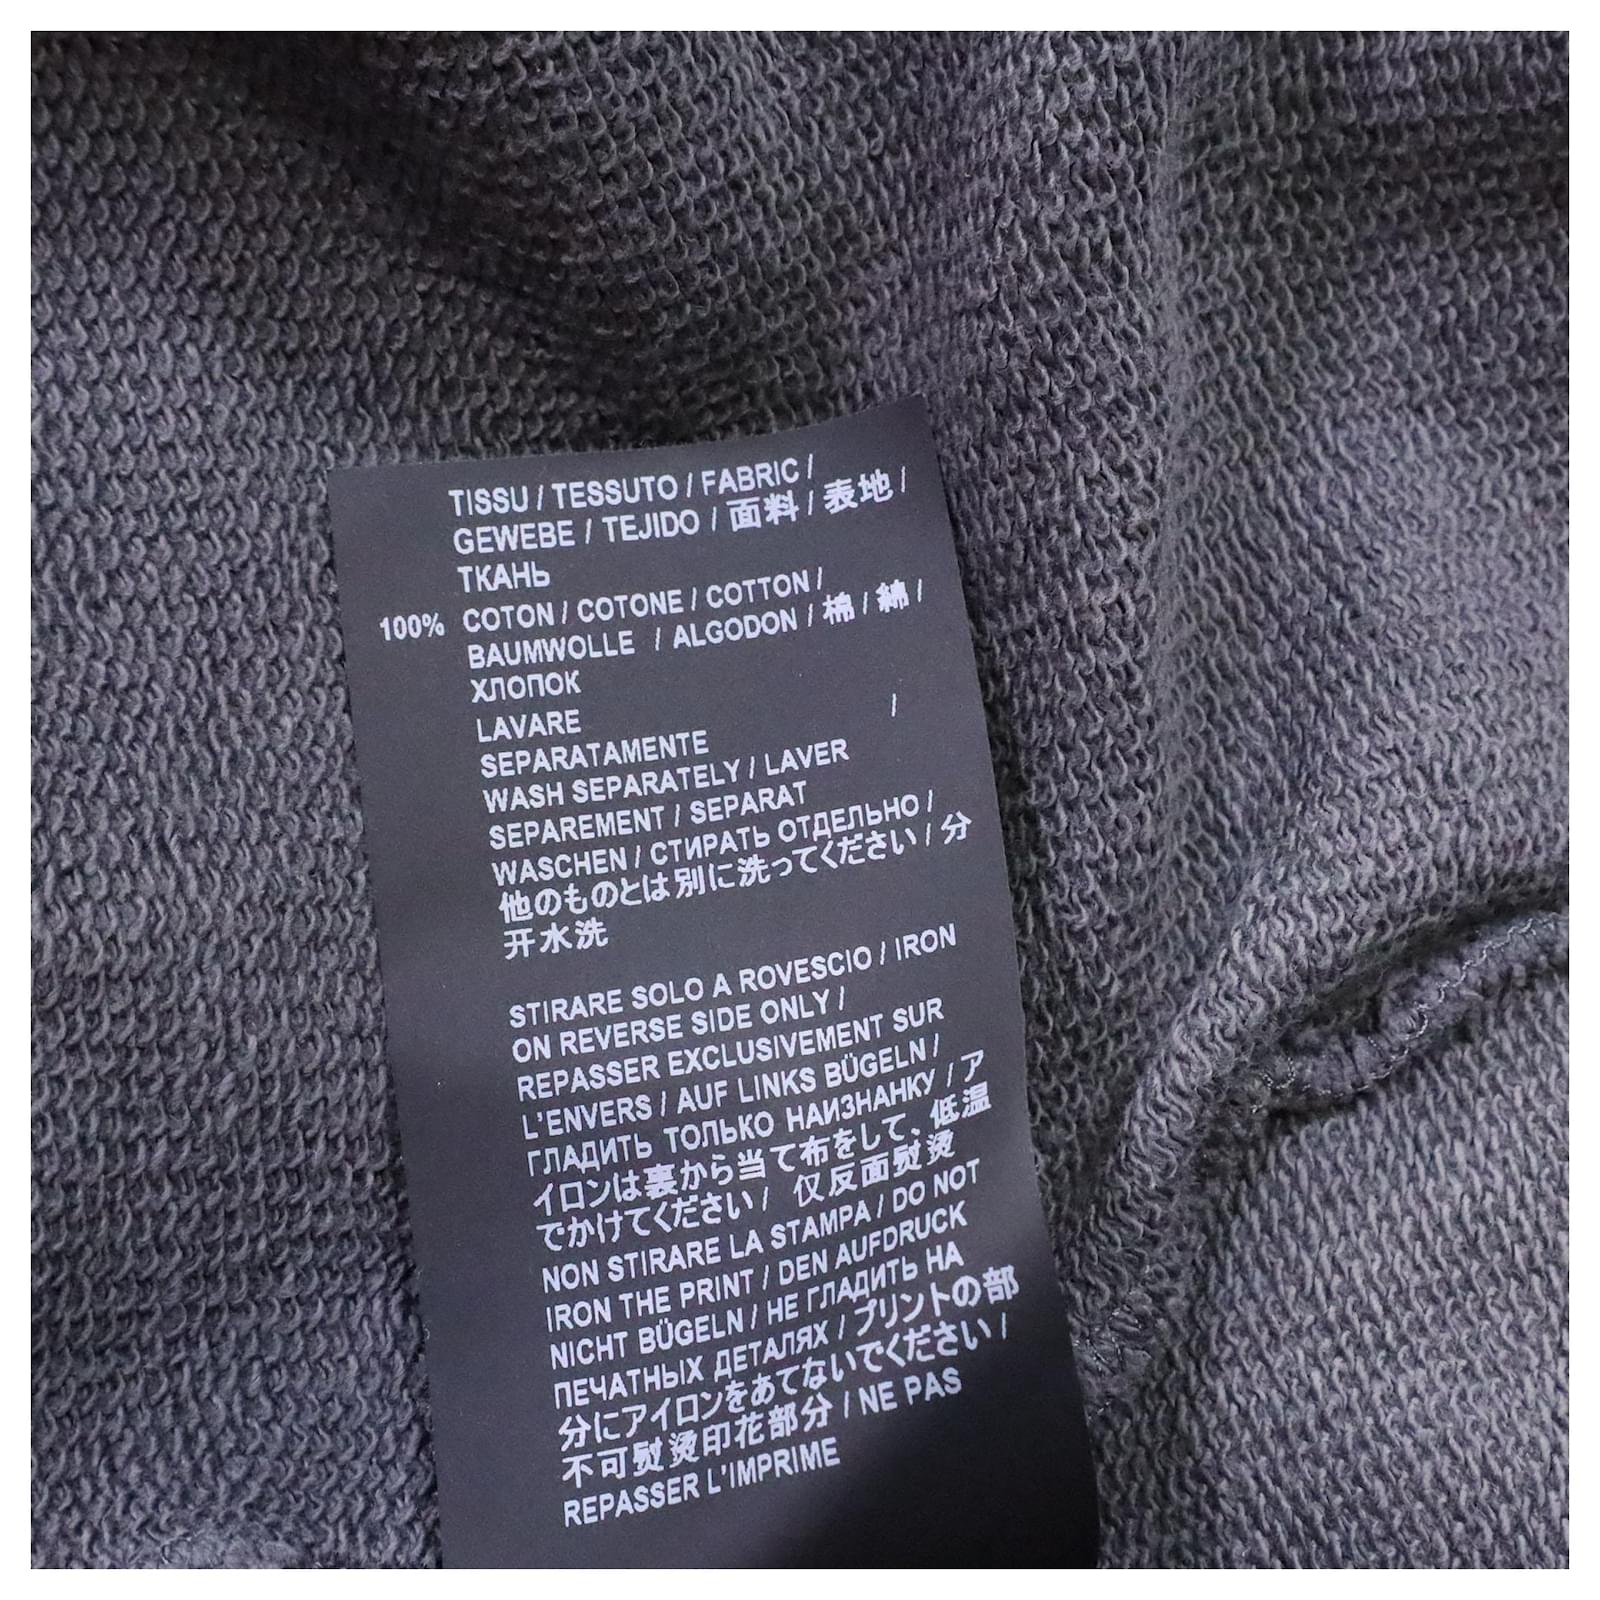 TISSU / TESSUTO / FABRIC /
GEWEBE / TEJIDO / 面料 / 表地 /
ТКАНЬ
100% COTON / COTONE / COTTON /
BAUMWOLLE / ALGODON / 棉 / 綿 /
ХЛОПОК
LAVARE /
SEPARATAMENTE
WASH SEPARATELY / LAVER
SEPAREMENT / SEPARAT
WASCHEN / СТИРАТЬ ОТДЕЛЬНО /
他のものとは別に洗ってください / 分
开水洗
STIRARE SOLO A ROVESCIO / IRON
ON REVERSE SIDE ONLY /
REPASSER EXCLUSIVEMENT SUR
L'ENVERS / AUF LINKS BÜGELN /
ГЛАДИТЬ ТОЛЬКО НАИЗНАНКУ / ア
イロンは裏から当て布をして、低温
でかけてください / 仅反面熨烫
NON STIRARE LA STAMPA / DO NOT
IRON THE PRINT / DEN AUFDRUCK
NICHT BÜGELN / НЕ ГЛАДИТЬ НА
ПЕЧАТНЫХ ДЕТАЛЯХ / プリントの部
分にアイロンをあてないでください /
不可熨烫印花部分 / NE PAS
REPASSER L'IMPRIME